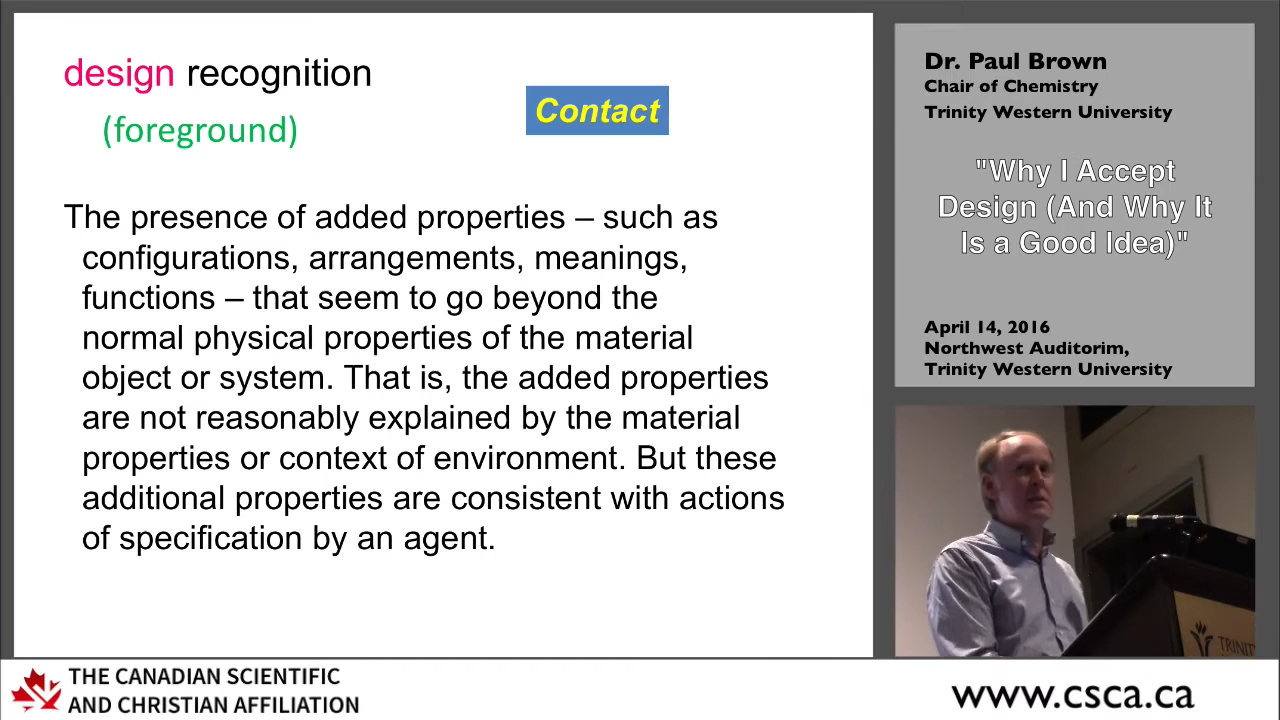 design recognition
(foreground)
Contact
The presence of added properties – such as
configurations, arrangements, meanings,
functions – that seem to go beyond the
normal physical properties of the material
object or system. That is, the added properties
are not reasonably explained by the material
properties or context of environment. But these
additional properties are consistent with actions
of specification by an agent.
Dr. Paul Brown
Chair of Chemistry
Trinity Western University
"Why I Accept
Design (And Why It
Is a Good Idea)"
April 14, 2016
Northwest Auditorim,
Trinity Western University
TRINIT
THE CANADIAN SCIENTIFIC
AND CHRISTIAN AFFILIATION
www.csca.ca